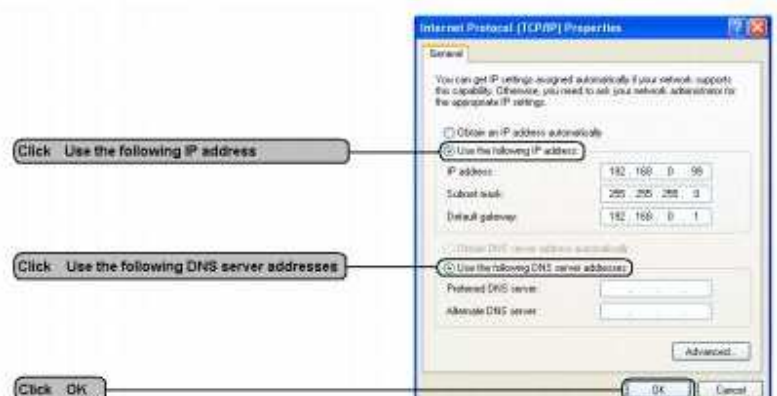 Internet Protocol (TCP/IP) Properties
General
You can get IP settings assigned automatically if your network supports
this capability. Otherwise, you need to ask your network administrator for
the appropriate IP settings.
Obtain an IP address automatically
Click Use the following IP address
Use the following IP address:
IP address: 192 . 168 . 0 . 99
Subnet mask: 255 . 255 . 255 . 0
Default gateway: 192 . 168 . 0 . 1
Obtain DNS server address automatically
Click Use the following DNS server addresses
Use the following DNS server addresses:
Preferred DNS server:
Alternate DNS server:
Advanced...
Click OK
OK
Cancel